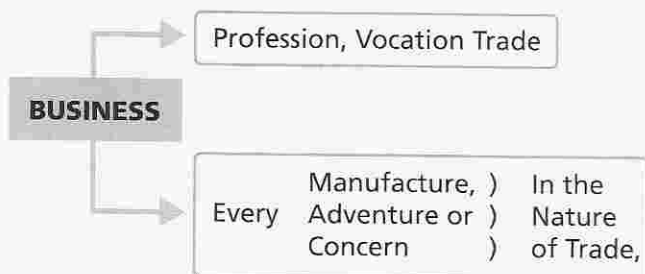 Profession, Vocation Trade
BUSINESS
Manufacture, ) In the
Every Adventure or ) Nature
Concern ) of Trade,